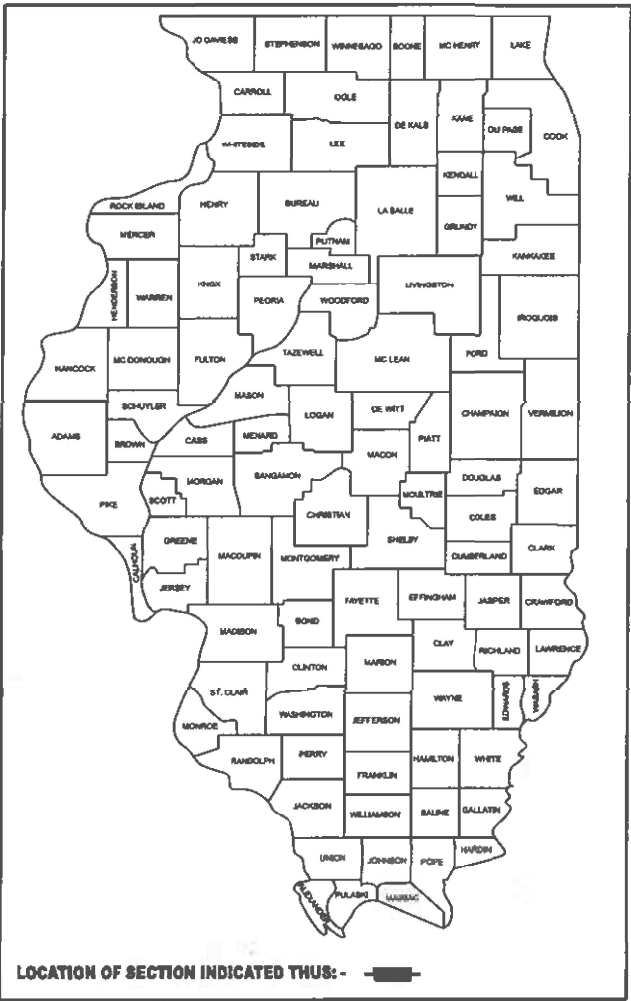 JO DAVIESS STEPHENSON WINNEBAGO BOONE MC HENRY LAKE
CARROLL OGLE
DE KALB KANE DU PAGE COOK
WHITESIDE LEE
KENDALL
ROCK ISLAND HENRY BUREAU LA SALLE WILL
GRUNDY
MERCER PUTNAM
STARK MARSHALL KANKAKEE
HENDERSON WARREN KNOX LIVINGSTON
PEORIA WOODFORD
IROQUOIS
HANCOCK MC DONOUGH FULTON TAZEWELL MC LEAN FORD
MASON
SCHUYLER LOGAN DE WITT CHAMPAIGN VERMILION
ADAMS BROWN CASS MENARD PIATT
MACON
MORGAN SANGAMON DOUGLAS
PIKE SCOTT MOULTRIE EDGAR
CHRISTIAN COLES
GREENE SHELBY
CALHOUN MACOUPIN MONTGOMERY CUMBERLAND CLARK
JERSEY FAYETTE EFFINGHAM JASPER CRAWFORD
MADISON BOND
CLAY RICHLAND LAWRENCE
CLINTON MARION
ST. CLAIR WAYNE EDWARDS WABASH
WASHINGTON JEFFERSON
MONROE
RANDOLPH PERRY HAMILTON WHITE
FRANKLIN
JACKSON WILLIAMSON SALINE GALLATIN
UNION JOHNSON POPE HARDIN
ALEXANDER PULASKI MASSAC
LOCATION OF SECTION INDICATED THUS: -